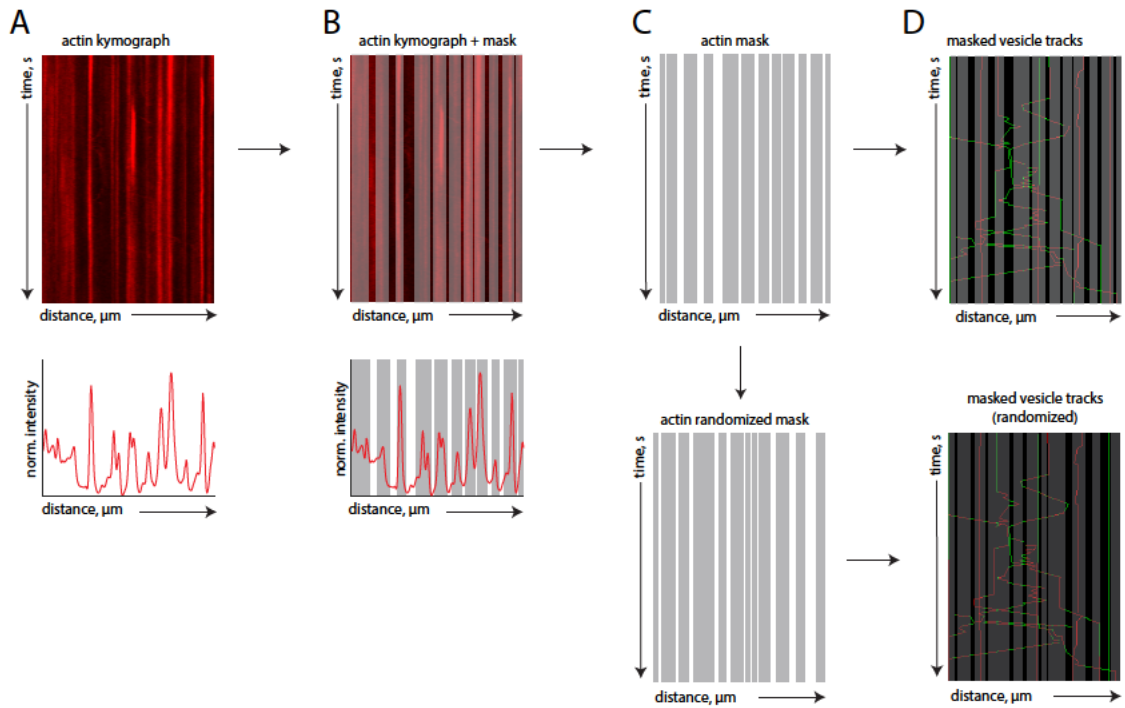 A
B
C
D
actin kymograph
actin kymograph + mask
actin mask
masked vesicle tracks
time, s
time, s
time, s
time, s
distance, µm
distance, µm
distance, µm
distance, µm
norm. intensity
distance, µm
norm. intensity
distance, µm
actin randomized mask
masked vesicle tracks
(randomized)
time, s
time, s
distance, µm
distance, µm